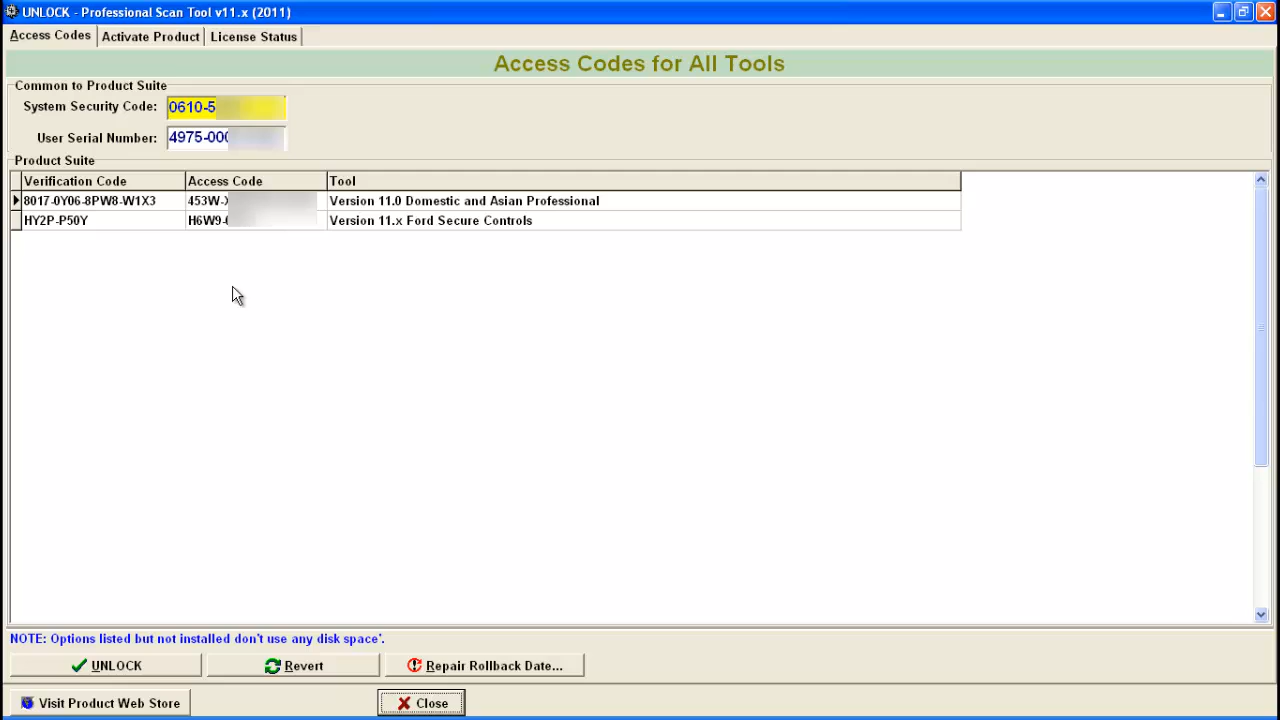 UNLOCK - Professional Scan Tool v11.x (2011)
Access Codes Activate Product License Status
Access Codes for All Tools
Common to Product Suite
System Security Code: 0610-5
User Serial Number: 4975-00
Product Suite
Verification Code Access Code Tool
8017-0Y06-8PW8-W1X3 453W- Version 11.0 Domestic and Asian Professional
HY2P-P50Y H6W9- Version 11.x Ford Secure Controls
NOTE: Options listed but not installed don't use any disk space'.
UNLOCK Revert Repair Rollback Date...
Visit Product Web Store Close